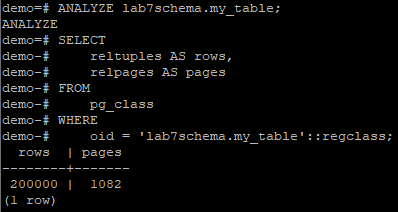 demo=# ANALYZE lab7schema.my_table;
ANALYZE
demo=# SELECT
demo-#     reltuples AS rows,
demo-#     relpages AS pages
demo-# FROM
demo-#     pg_class
demo-# WHERE
demo-#     oid = 'lab7schema.my_table'::regclass;
  rows  | pages
--------+-------
 200000 |  1082
(1 row)